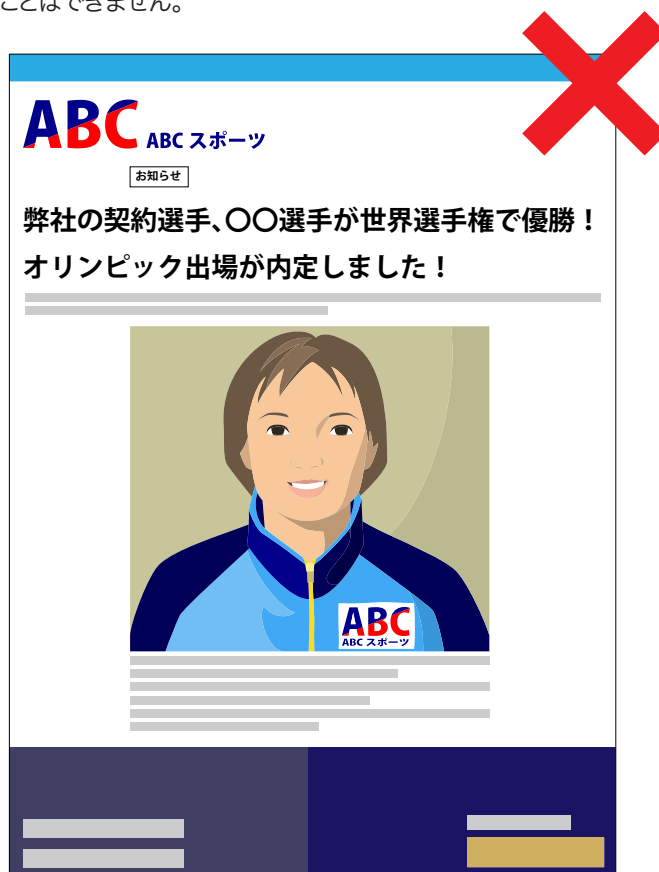 ことはできません。
ABC ABC スポーツ
お知らせ
弊社の契約選手、〇〇選手が世界選手権で優勝！
オリンピック出場が内定しました！
ABC
ABC スポーツ